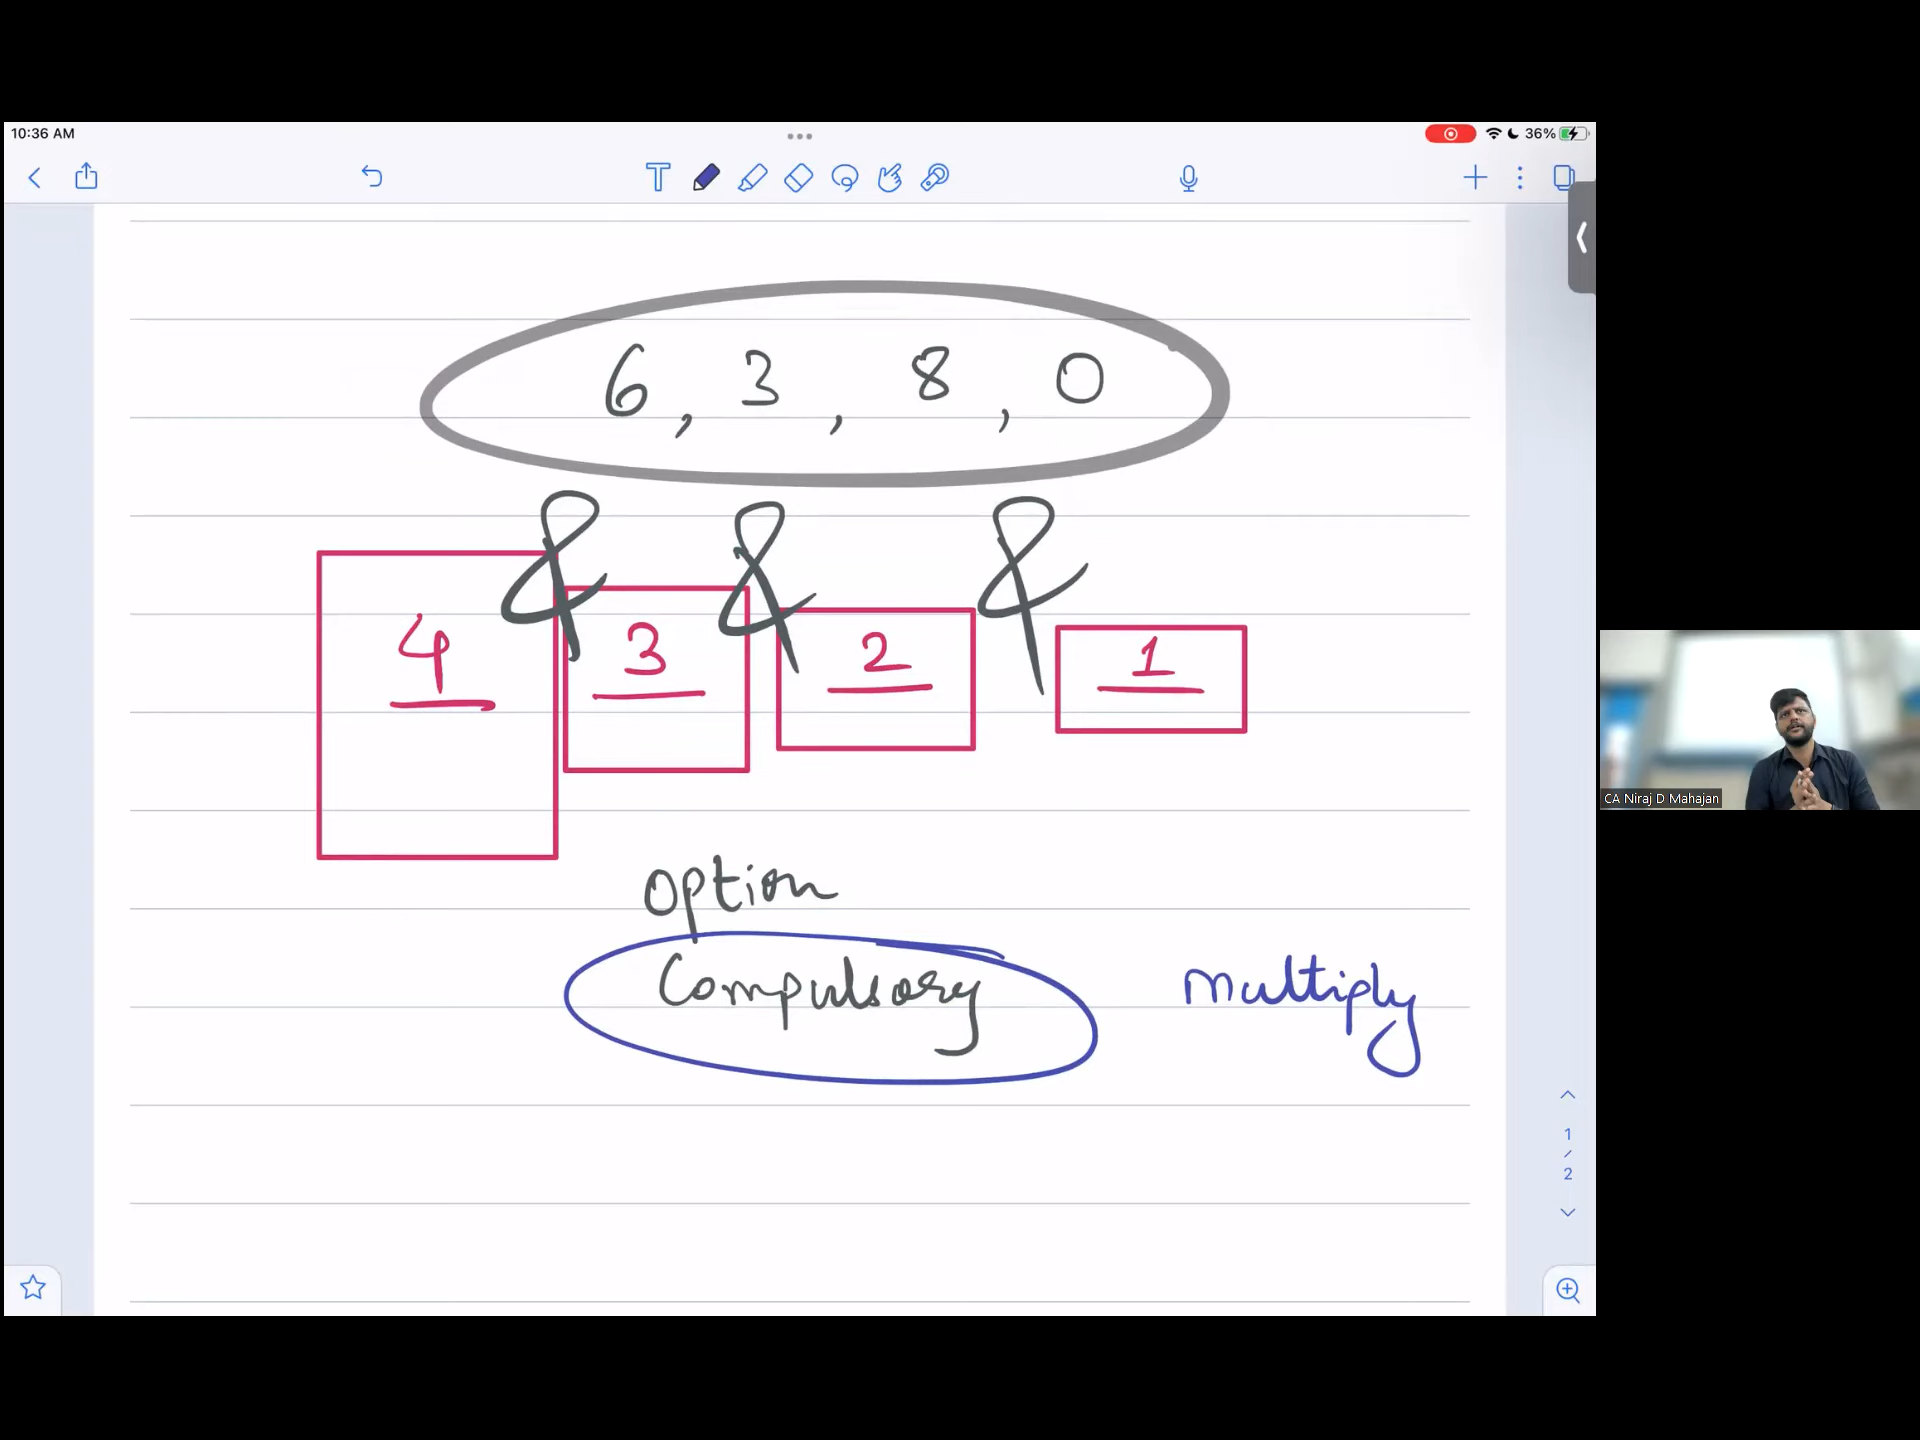 10:36 AM
36%
6, 3, 8, 0
& & &
4 3 2 1
option
Compulsory
multiply
CA Niraj D Mahajan
1
/
2